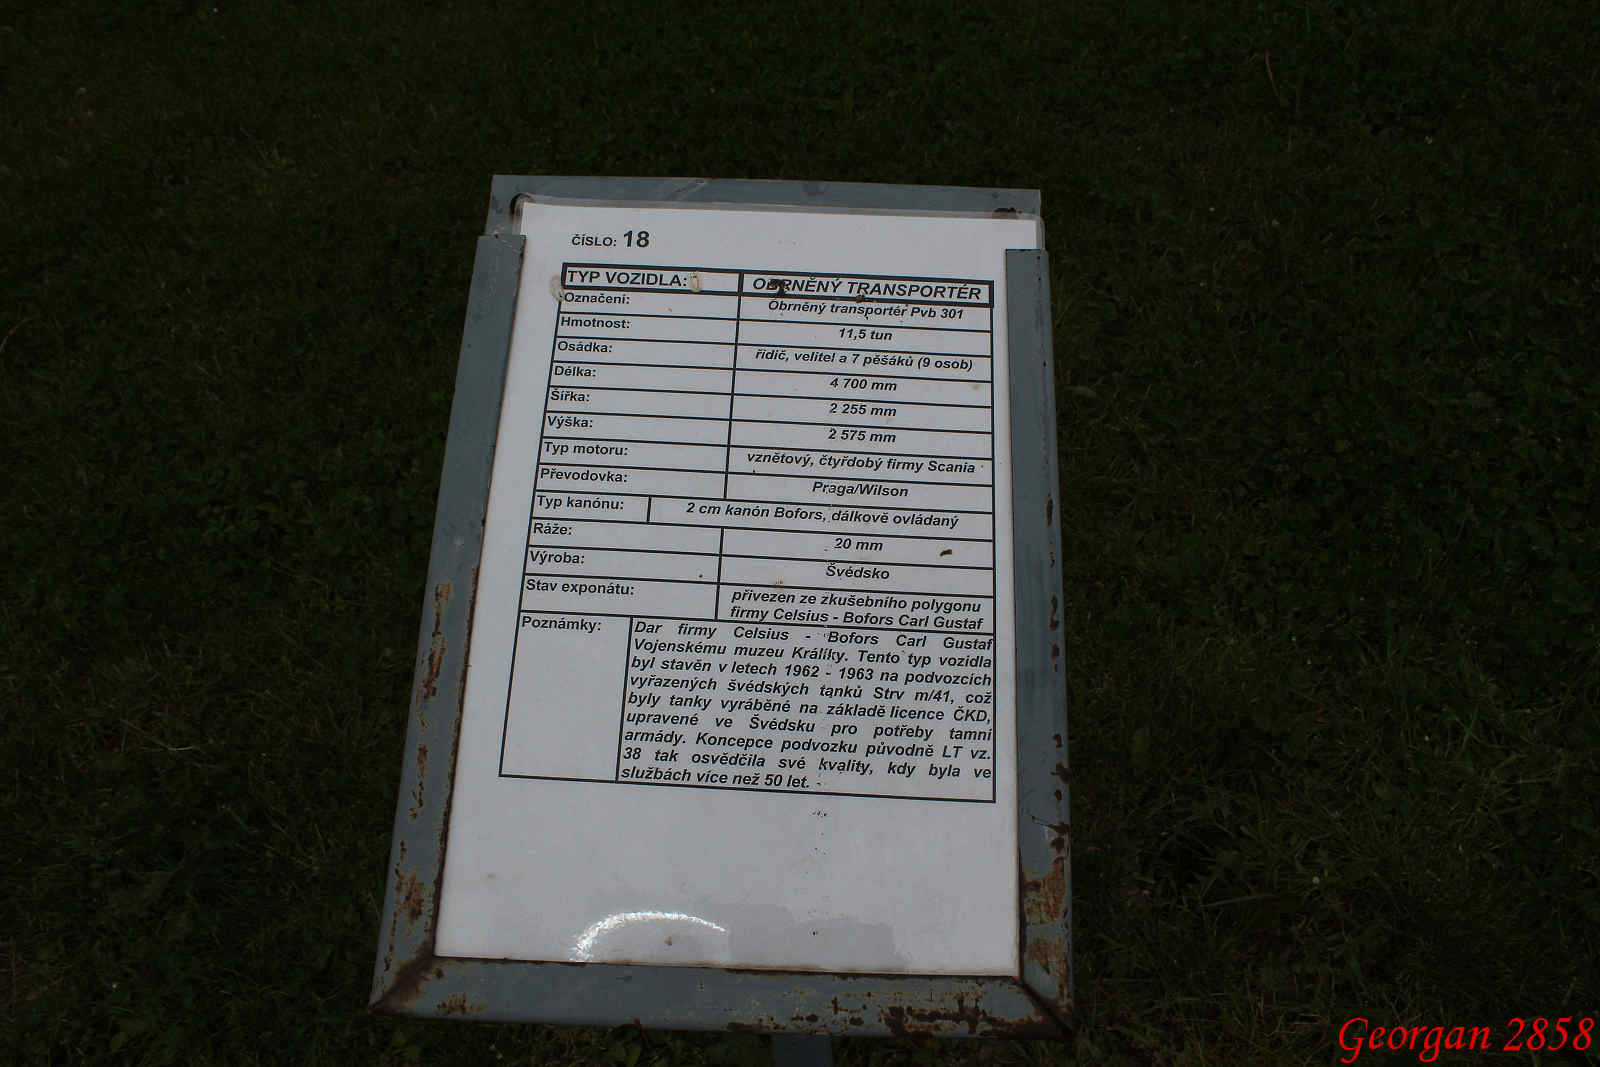 ČÍSLO: 18
TYP VOZIDLA: OBRNĚNÝ TRANSPORTÉR
Označení: Obrněný transportér Pvb 301
Hmotnost: 11,5 tun
Osádka: řidič, velitel a 7 pěšáků (9 osob)
Délka: 4 700 mm
Šířka: 2 255 mm
Výška: 2 575 mm
Typ motoru: vznětový, čtyřdobý firmy Scania
Převodovka: Praga/Wilson
Typ kanónu: 2 cm kanón Bofors, dálkově ovládaný
Ráže: 20 mm
Výroba: Švédsko
Stav exponátu: přivezen ze zkušebního polygonu
firmy Celsius - Bofors Carl Gustaf
Poznámky: Dar firmy Celsius - Bofors Carl Gustaf
Vojenskému muzeu Králíky. Tento typ vozidla
byl stavěn v letech 1962 - 1963 na podvozcích
vyřazených švédských tanků Strv m/41, což
byly tanky vyráběné na základě licence ČKD,
upravené ve Švédsku pro potřeby tamní
armády. Koncepce podvozku původně LT vz.
38 tak osvědčila své kvality, kdy byla ve
službách více než 50 let.
Georgan 2858